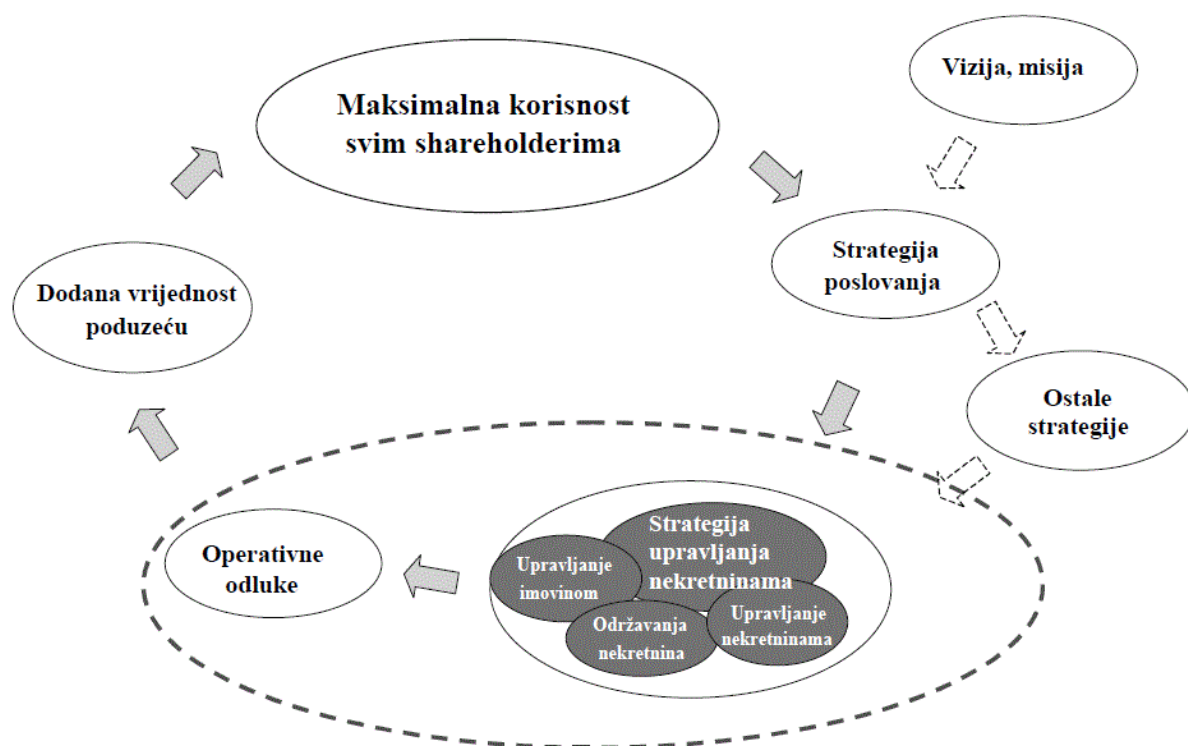 Vizija, misija
Maksimalna korisnost
svim shareholderima
Strategija
poslovanja
Dodana vrijednost
poduzeću
Ostale
strategije
Strategija
upravljanja
nekretninama
Upravljanje
imovinom
Operativne
odluke
Održavanja
nekretnina
Upravljanje
nekretninama